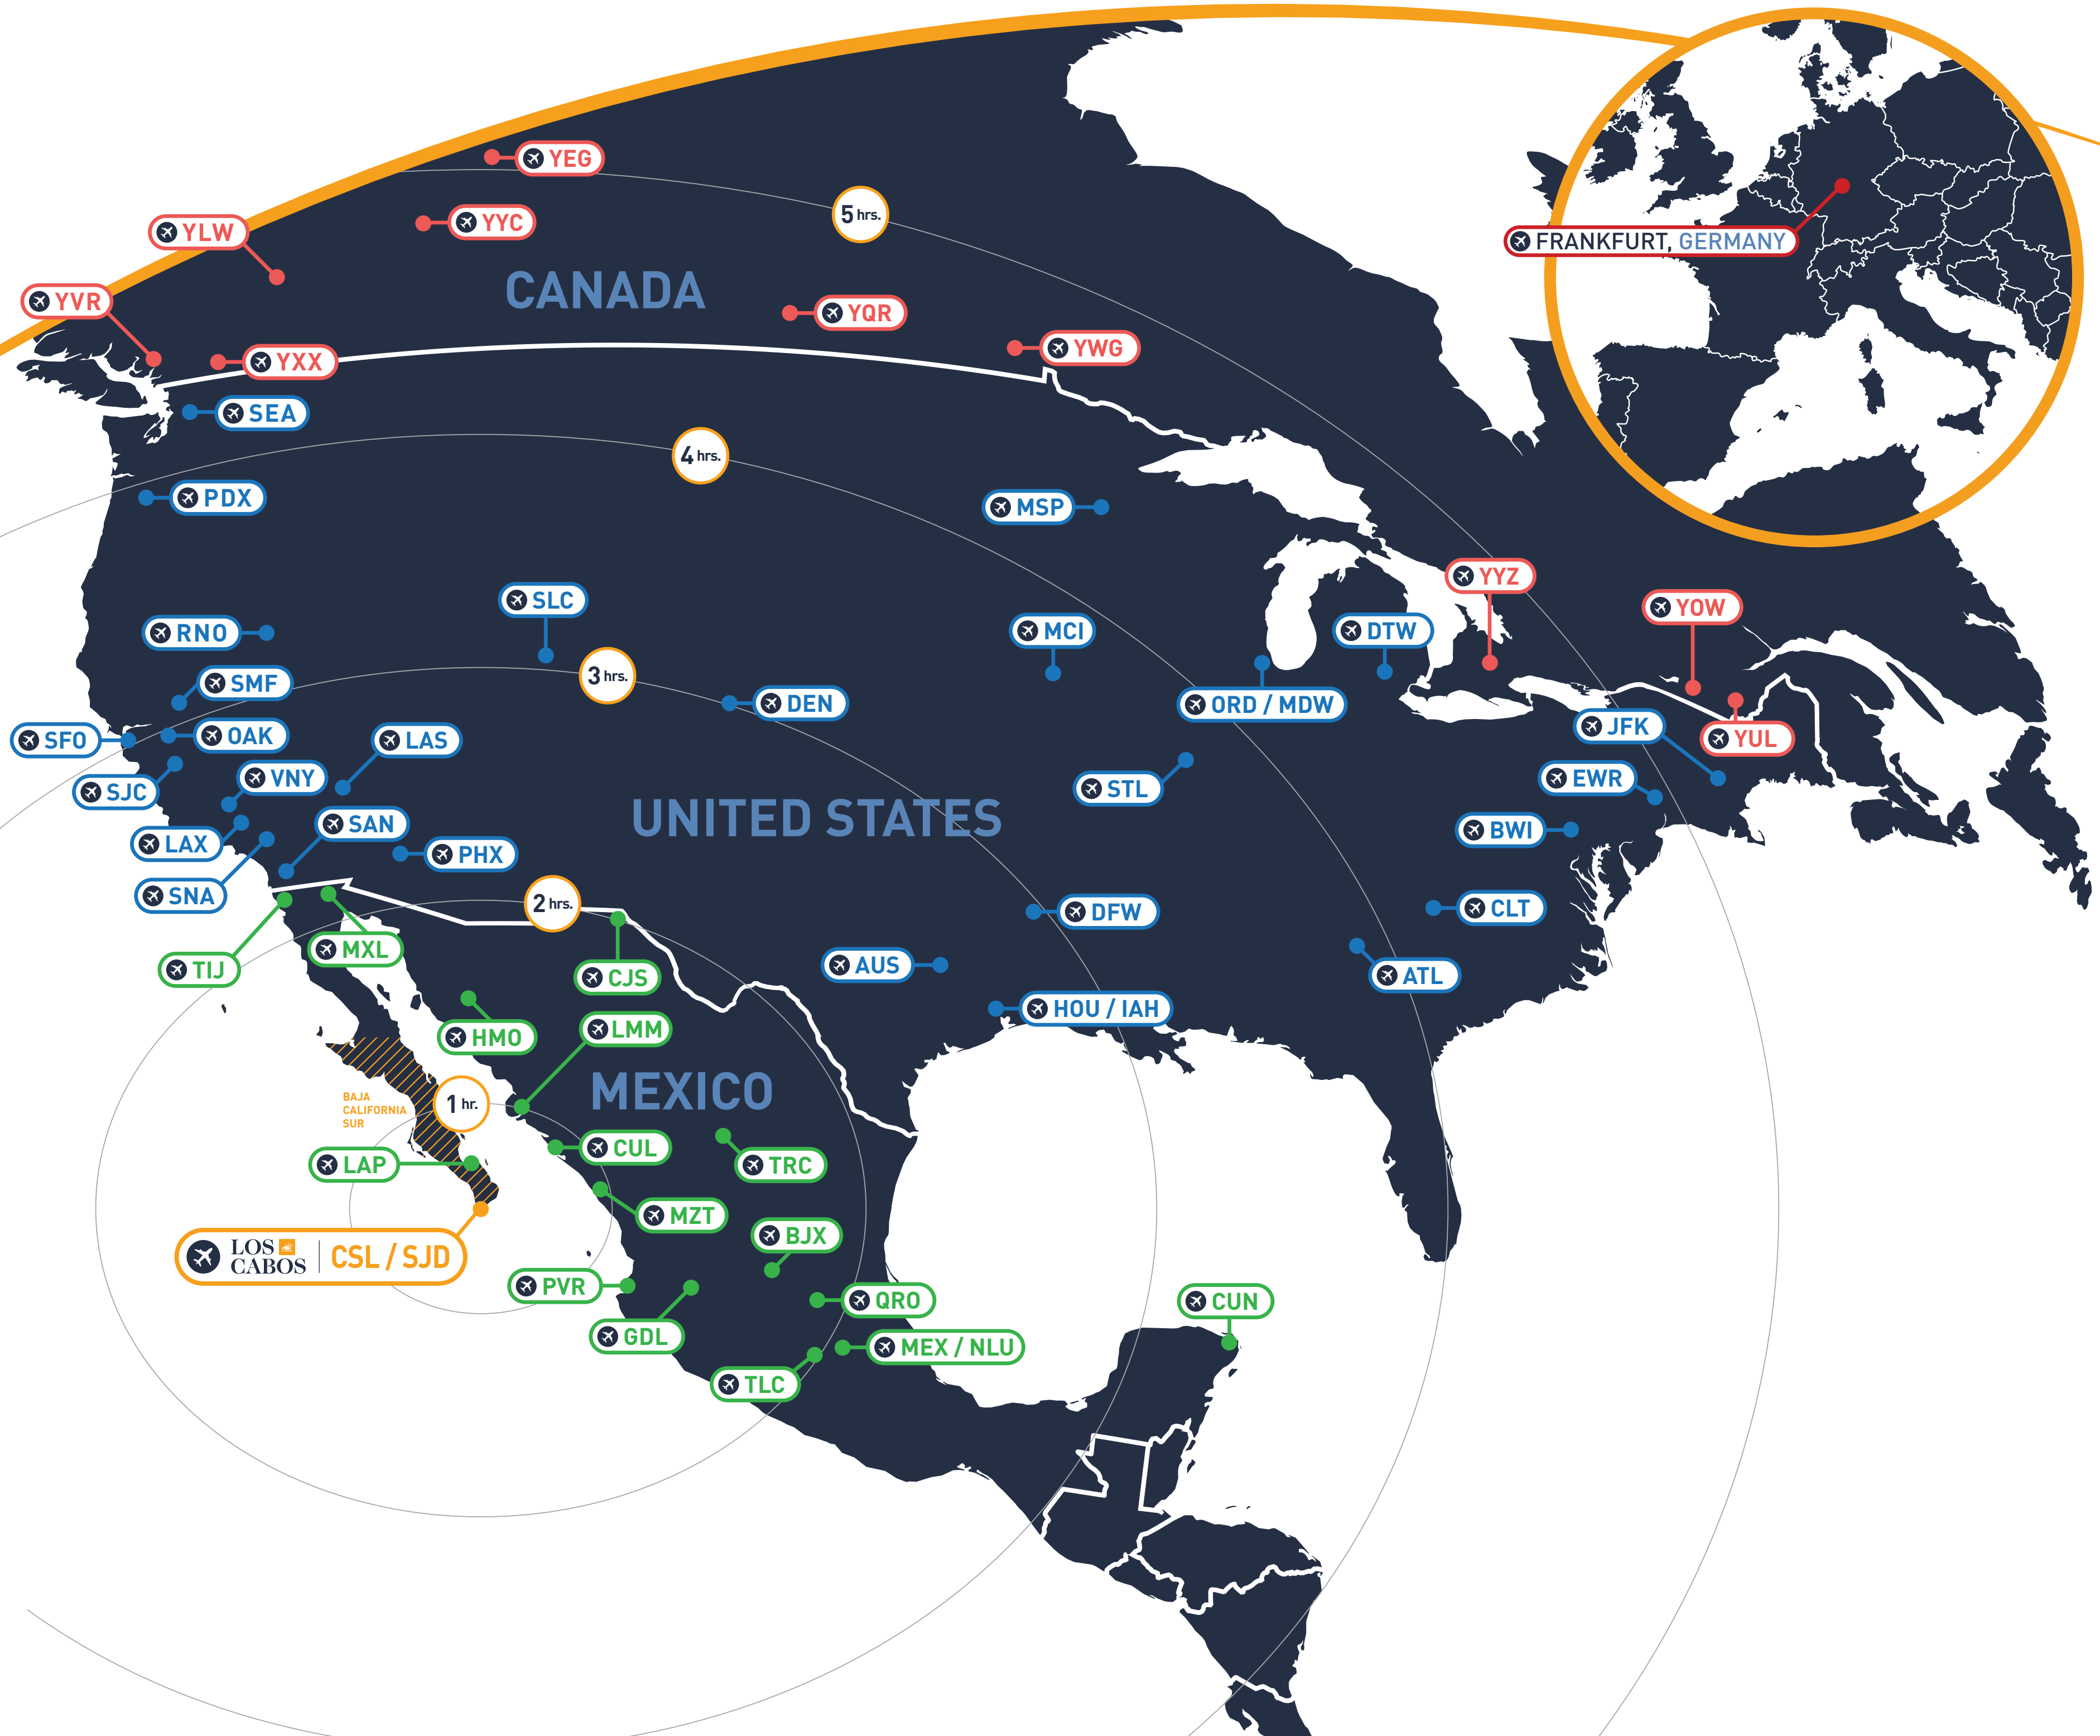 YEG
YLW
YYC
5 hrs.
FRANKFURT, GERMANY
CANADA
YVR
YQR
YWG
YXX
SEA
4 hrs.
PDX
MSP
YYZ
SLC
YOW
RNO
MCI
DTW
3 hrs.
SMF
DEN
ORD / MDW
JFK
SFO
OAK
LAS
YUL
VNY
EWR
SJC
STL
UNITED STATES
SAN
BWI
LAX
PHX
SNA
2 hrs.
DFW
CLT
MXL
TIJ
CJS
AUS
ATL
HOU / IAH
HMO
LMM
MEXICO
BAJA
CALIFORNIA
SUR
1 hr.
CUL
LAP
TRC
MZT
BJX
LOS
CABOS
CSL / SJD
PVR
QRO
CUN
GDL
MEX / NLU
TLC